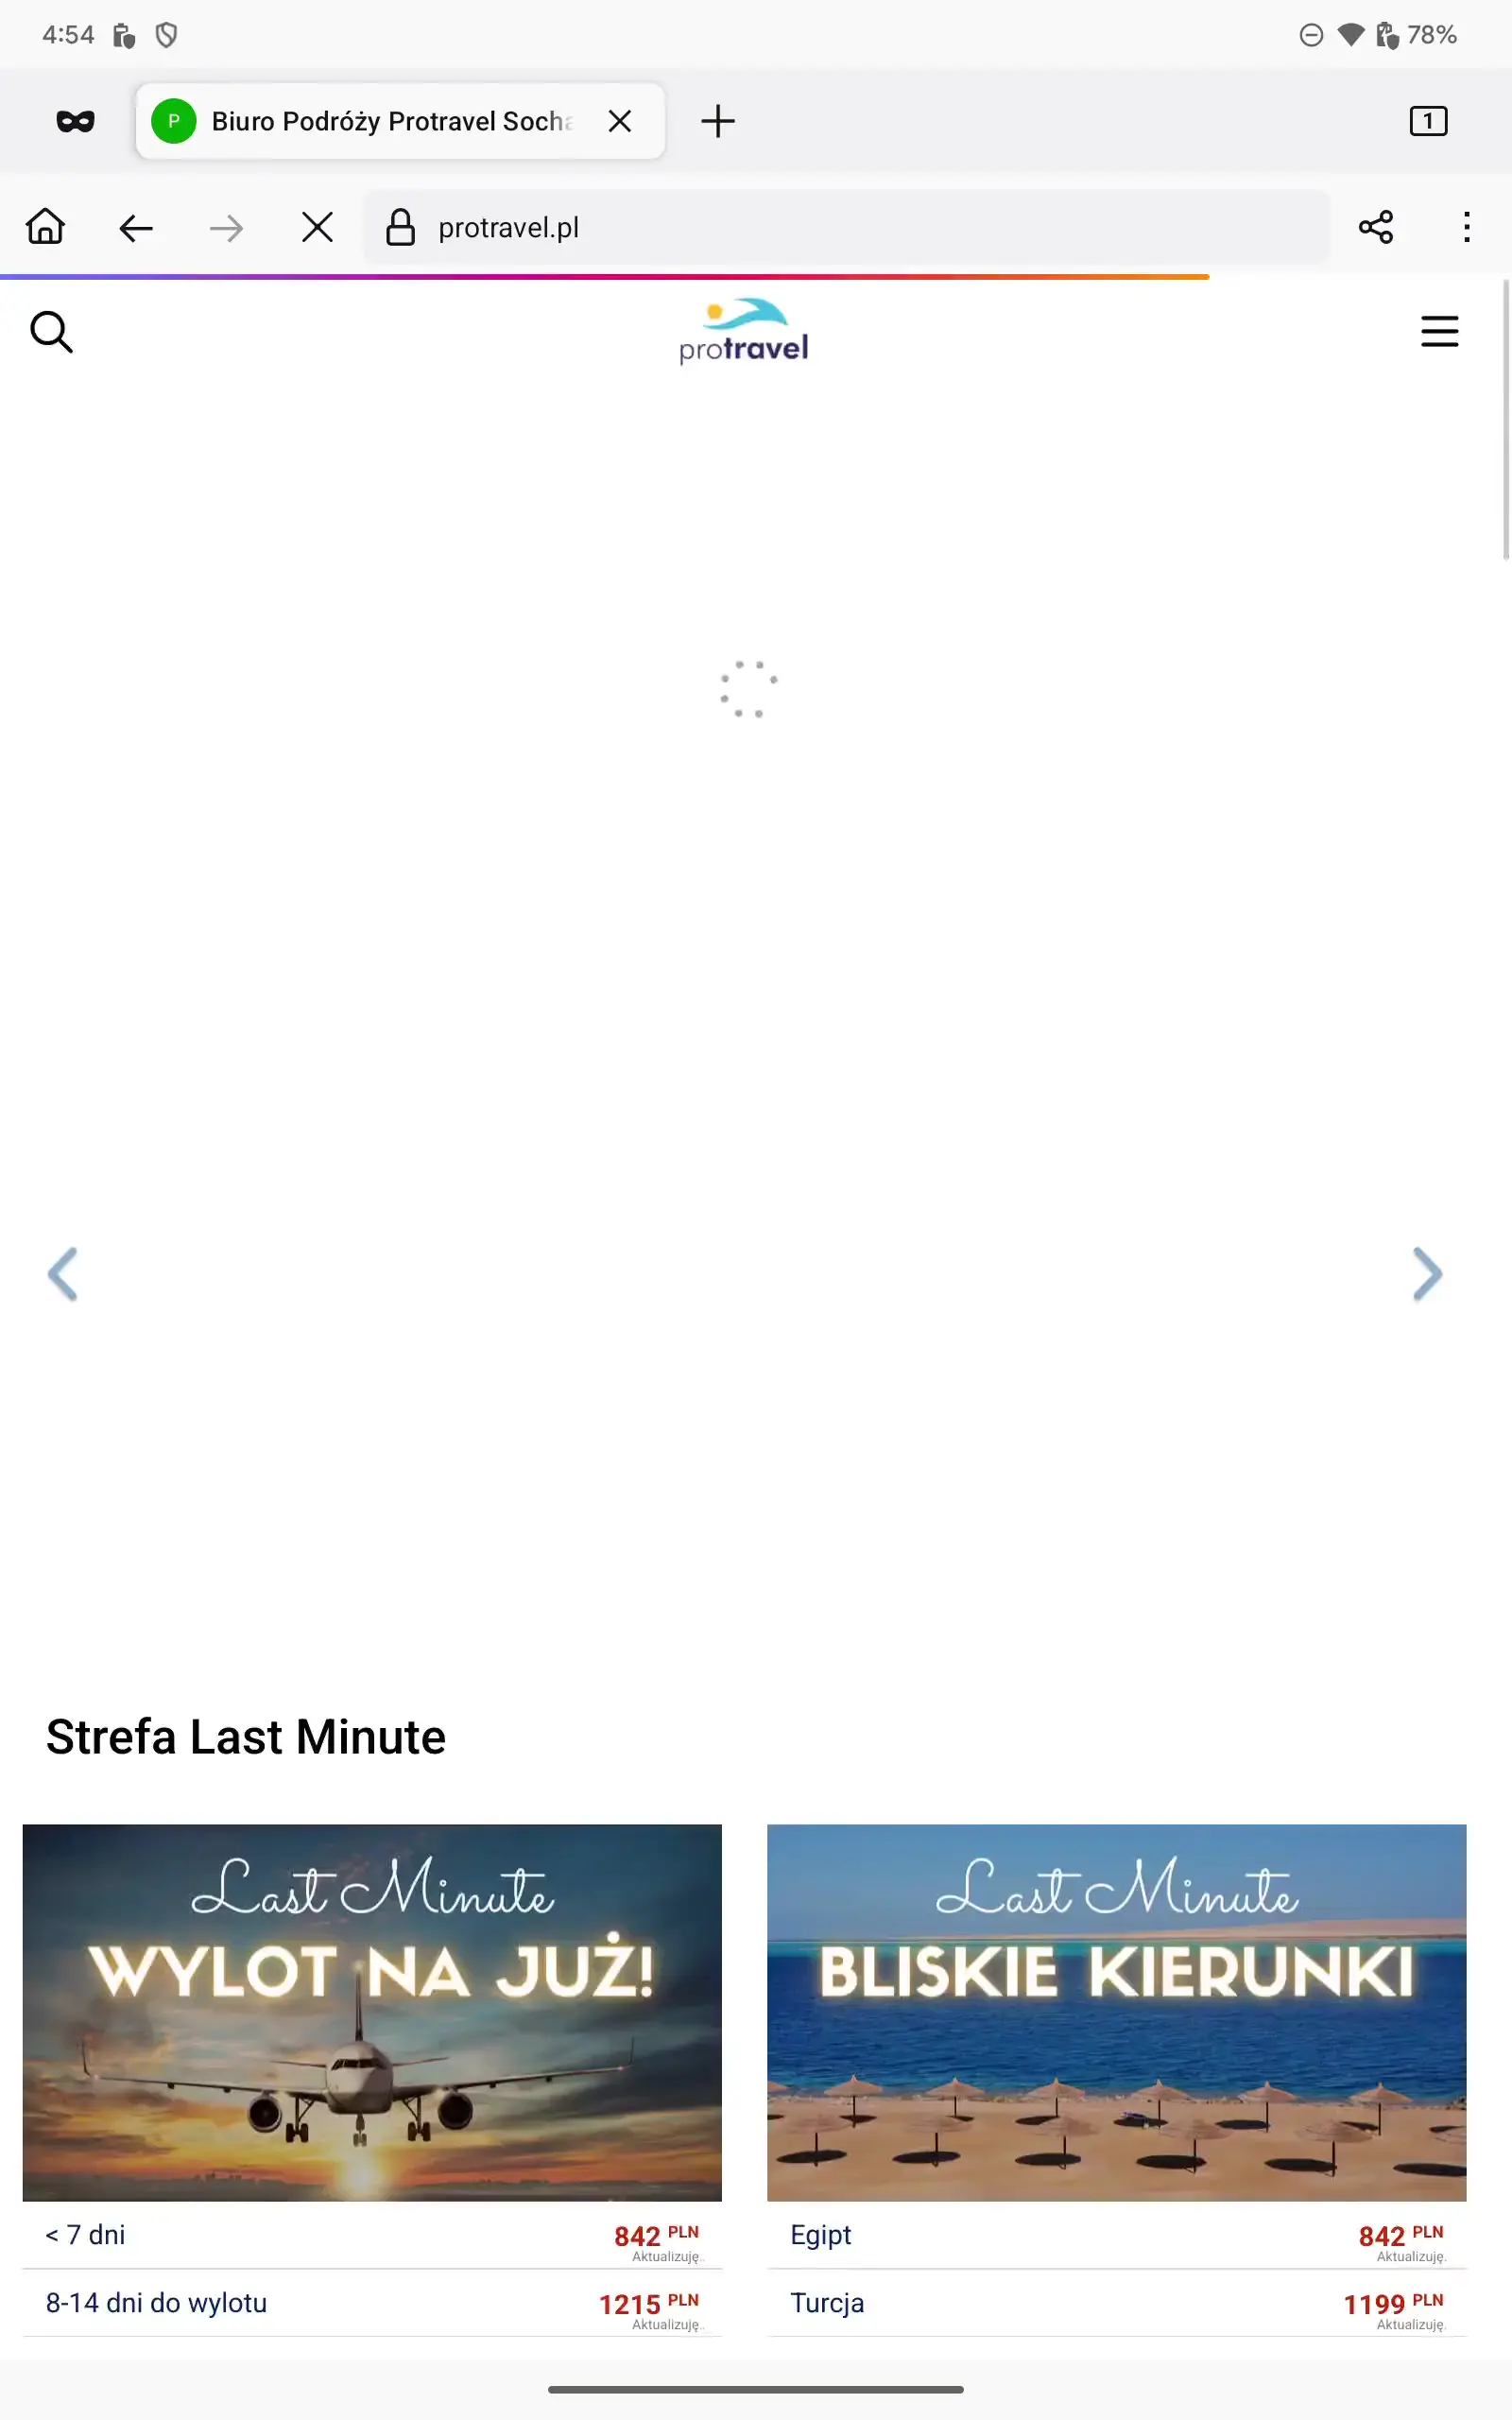 4:54
78%
P
Biuro Podróży Protravel Socha
1
protravel.pl
protravel
Strefa Last Minute
Last Minute
WYLOT NA JUŻ!
< 7 dni
842 PLN
Aktualizuję..
8-14 dni do wylotu
1215 PLN
Aktualizuję..
Last Minute
BLISKIE KIERUNKI
Egipt
842 PLN
Aktualizuję.
Turcja
1199 PLN
Aktualizuję.